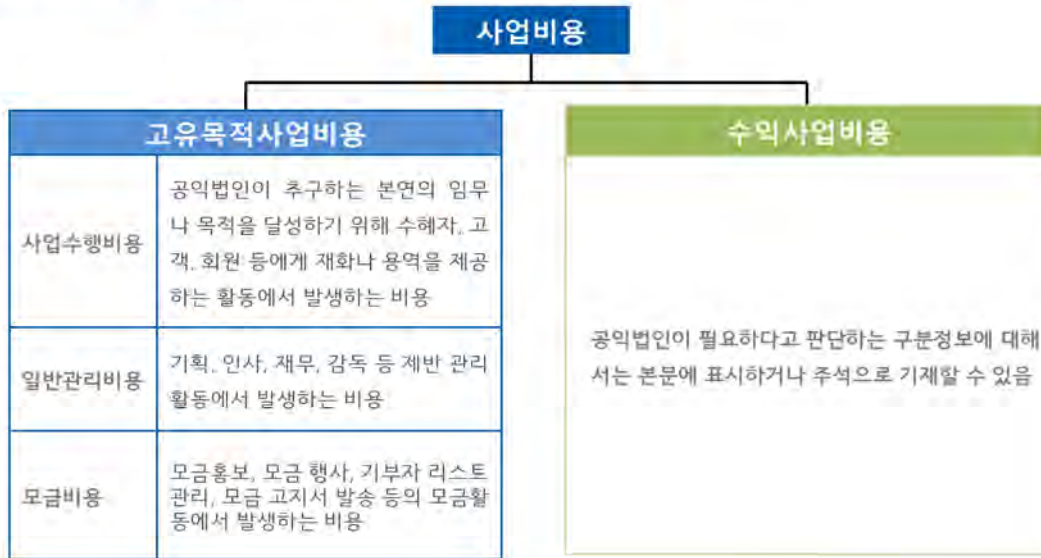 사업비용
고유목적사업비용
사업수행비용
공익법인이 추구하는 본연의 임무
나 목적을 달성하기 위해 수혜자, 고
객, 회원 등에게 재화나 용역을 제공
하는 활동에서 발생하는 비용
일반관리비용
기획, 인사, 재무, 감독 등 제반 관리
활동에서 발생하는 비용
모금비용
모금홍보, 모금 행사, 기부자 리스트
관리, 모금 고지서 발송 등의 모금활
동에서 발생하는 비용
수익사업비용
공익법인이 필요하다고 판단하는 구분정보에 대해
서는 본문에 표시하거나 주석으로 기재할 수 있음